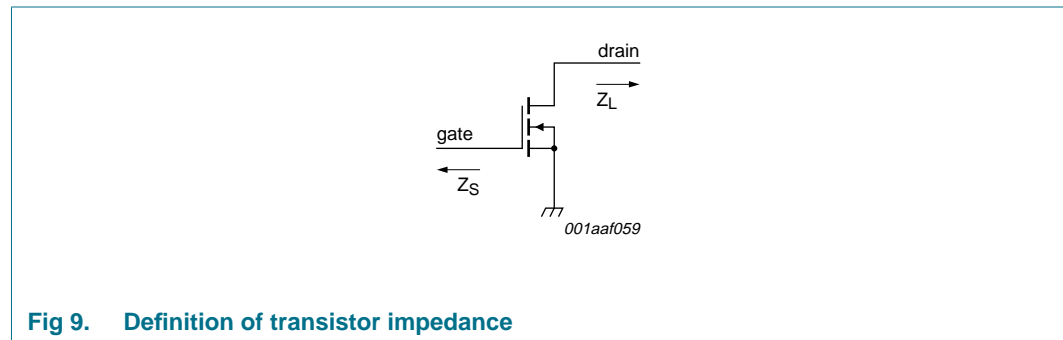 drain
Z_L
gate
Z_S
001aaf059
Fig 9. Definition of transistor impedance